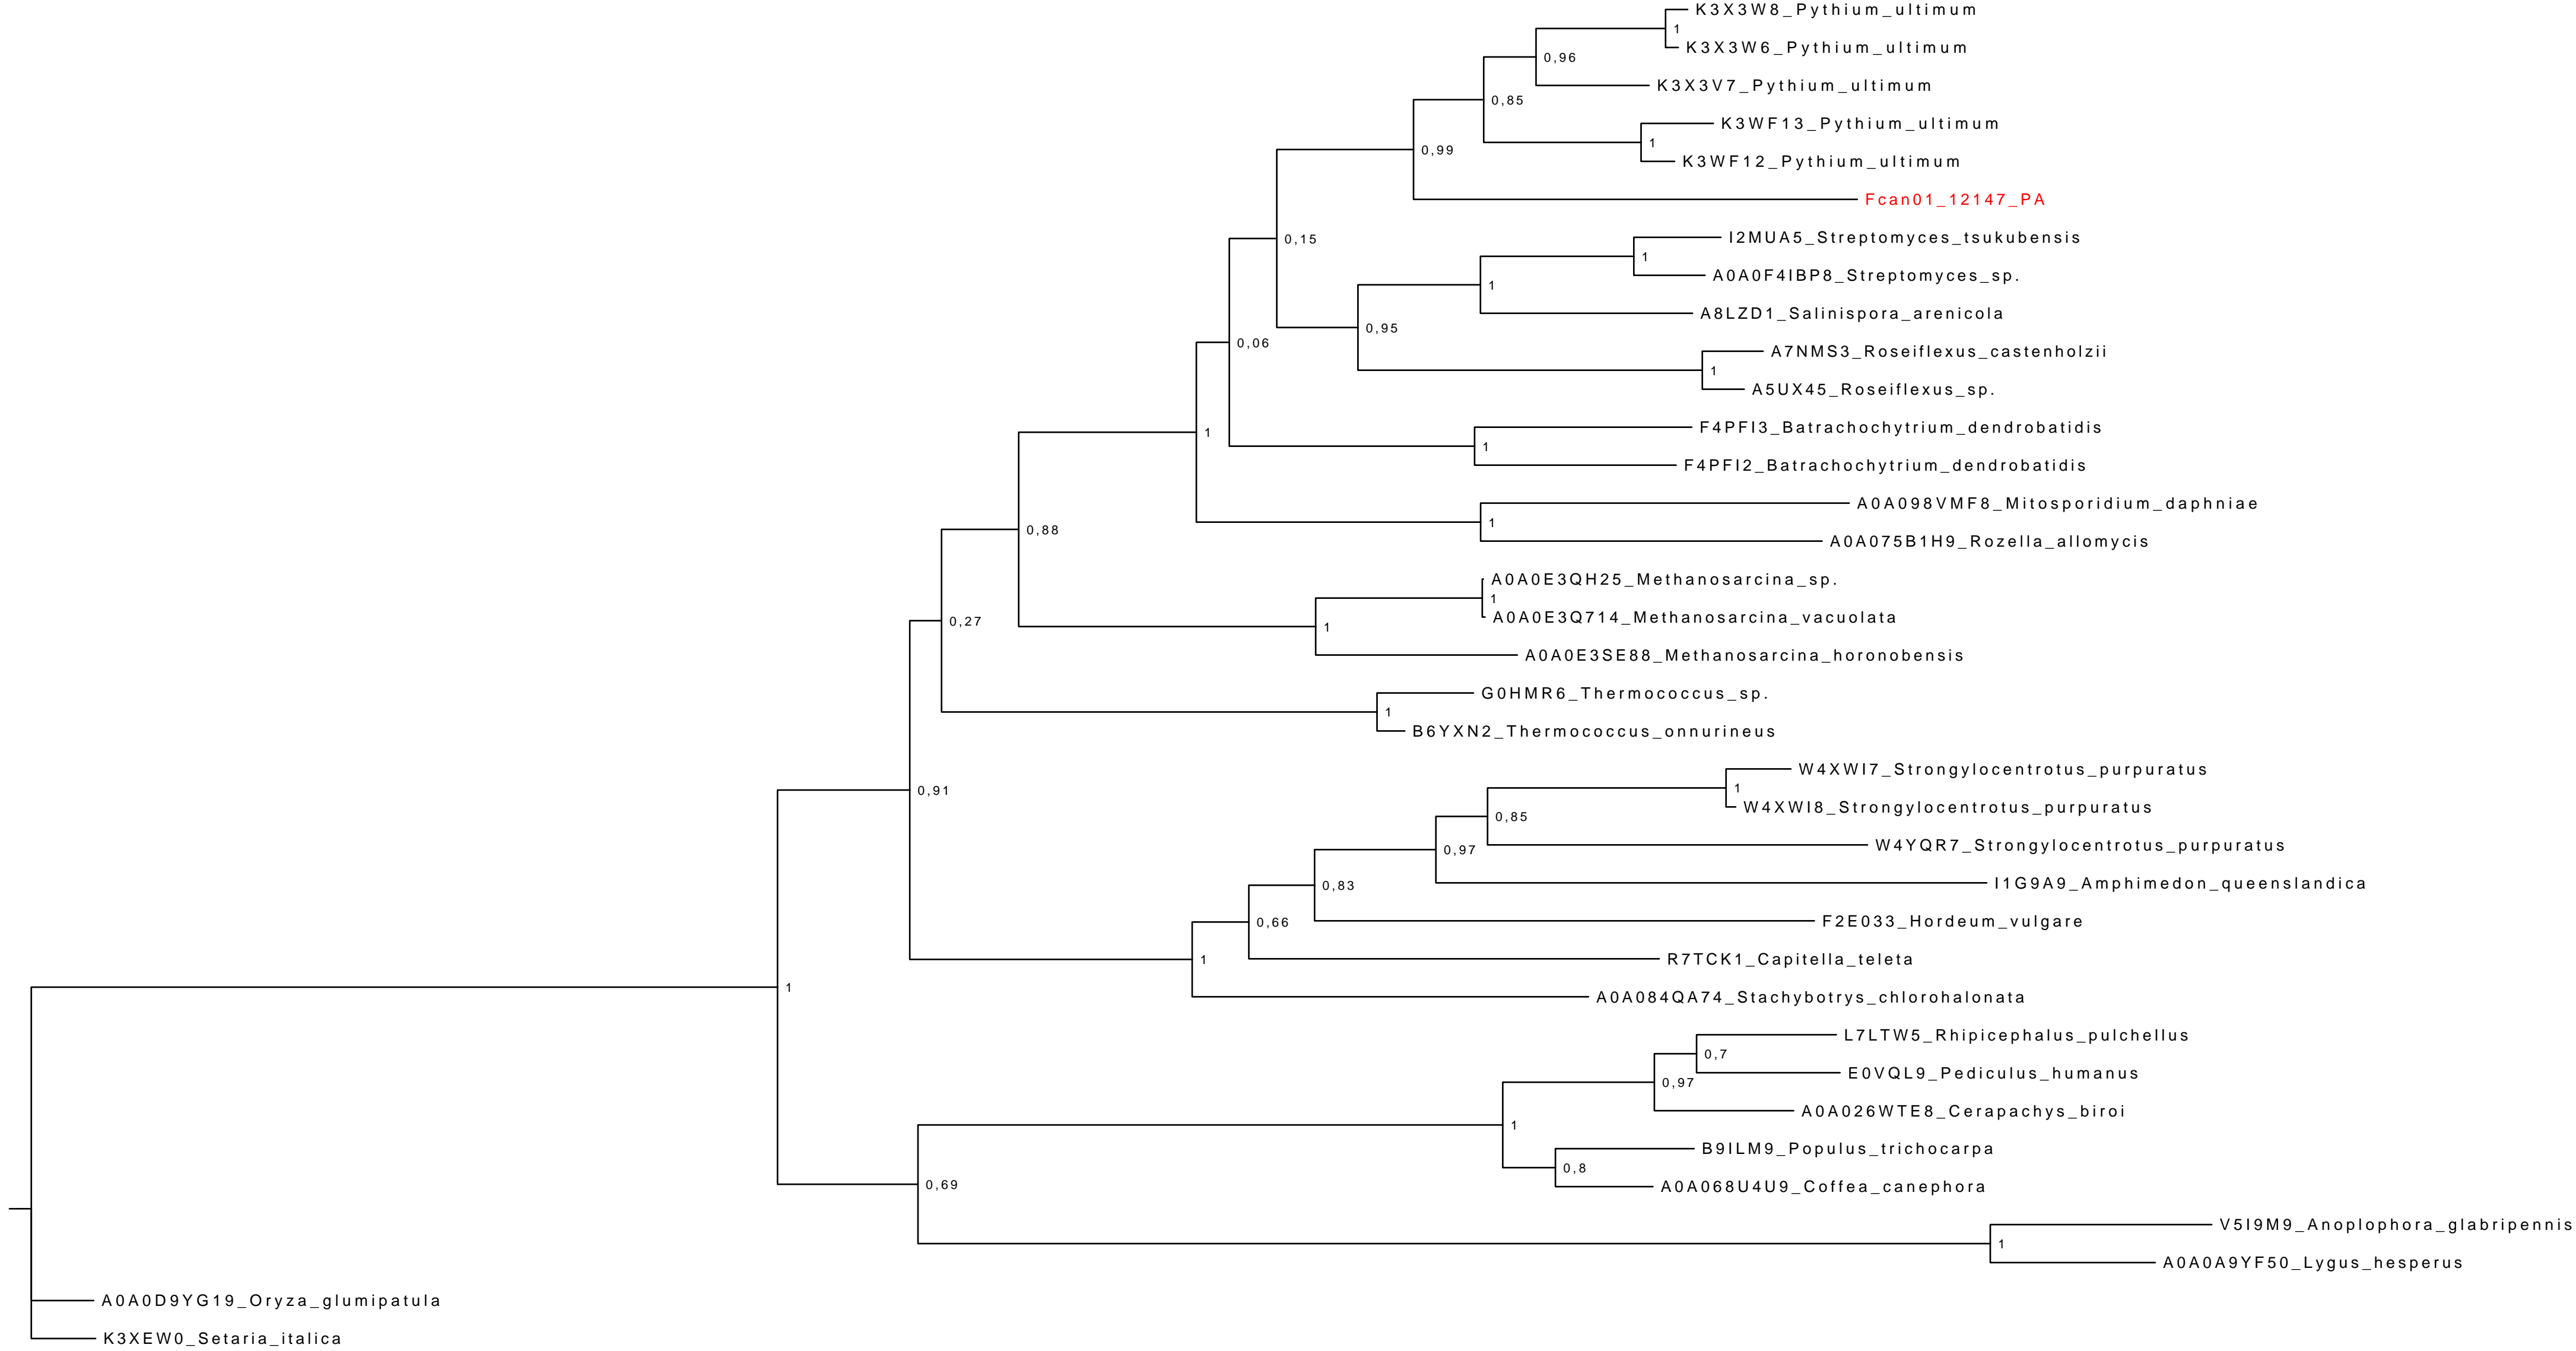 K3X3W8_Pythium_ultimum
1
K3X3W6_Pythium_ultimum
0,96
K3X3V7_Pythium_ultimum
0,85
K3WF13_Pythium_ultimum
1
0,99
K3WF12_Pythium_ultimum
Fcan01_12147_PA
I2MUA5_Streptomyces_tsukubensis
0,15
1
A0A0F4IBP8_Streptomyces_sp.
1
A8LZD1_Salinispora_arenicola
0,95
0,06
A7NMS3_Roseiflexus_castenholzii
1
A5UX45_Roseiflexus_sp.
F4PFI3_Batrachochytrium_dendrobatidis
1
1
F4PFI2_Batrachochytrium_dendrobatidis
A0A098VMF8_Mitosporidium_daphniae
1
0,88
A0A075B1H9_Rozella_allomycis
A0A0E3QH25_Methanosarcina_sp.
1
A0A0E3Q714_Methanosarcina_vacuolata
0,27
1
A0A0E3SE88_Methanosarcina_horonobensis
G0HMR6_Thermococcus_sp.
1
B6YXN2_Thermococcus_onnurineus
W4XWI7_Strongylocentrotus_purpuratus
1
0,91
W4XWI8_Strongylocentrotus_purpuratus
0,85
W4YQR7_Strongylocentrotus_purpuratus
0,97
I1G9A9_Amphimedon_queenslandica
0,83
F2E033_Hordeum_vulgare
0,66
R7TCK1_Capitella_teleta
1
1
A0A084QA74_Stachybotrys_chlorohalonata
L7LTW5_Rhipicephalus_pulchellus
0,7
E0VQL9_Pediculus_humanus
0,97
A0A026WTE8_Cerapachys_biroi
1
B9ILM9_Populus_trichocarpa
0,8
0,69
A0A068U4U9_Coffea_canephora
V5I9M9_Anoplophora_glabripennis
1
A0A0A9YF50_Lygus_hesperus
A0A0D9YG19_Oryza_glumipatula
K3XEW0_Setaria_italica